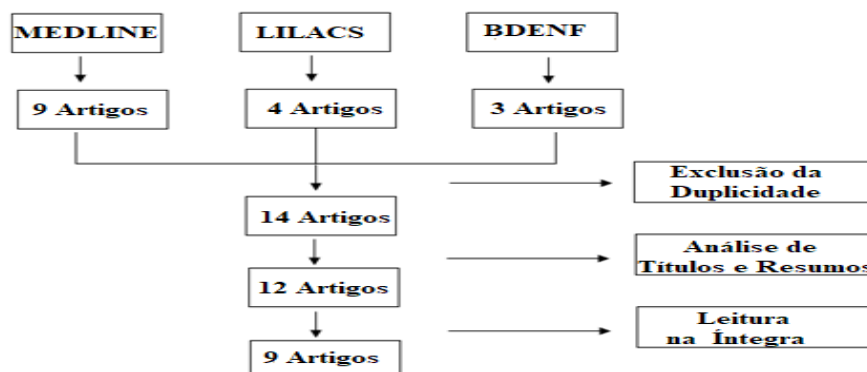 MEDLINE
LILACS
BDENF
9 Artigos
4 Artigos
3 Artigos
Exclusão da
Duplicidade
14 Artigos
Análise de
Títulos e Resumos
12 Artigos
Leitura
na Íntegra
9 Artigos